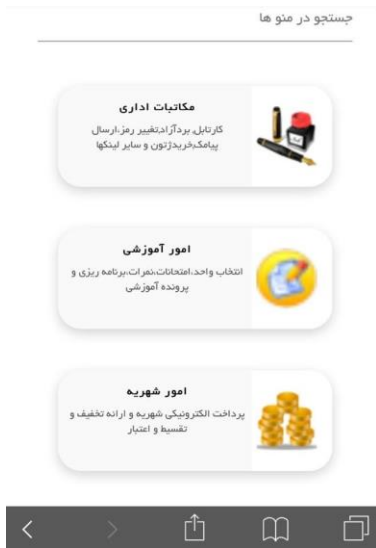 جستجو در منو ها
مکاتبات اداری
کارتابل، بردآزاد،تغییر رمز،ارسال
پیامک،خریدژتون و سایر لینکها
امور آموزشی
انتخاب واحد،امتحانات،نمرات،برنامه ریزی و
پرونده آموزشی
امور شهریه
پرداخت الکترونیکی شهریه و ارائه تخفیف و
تقسیط و اعتبار